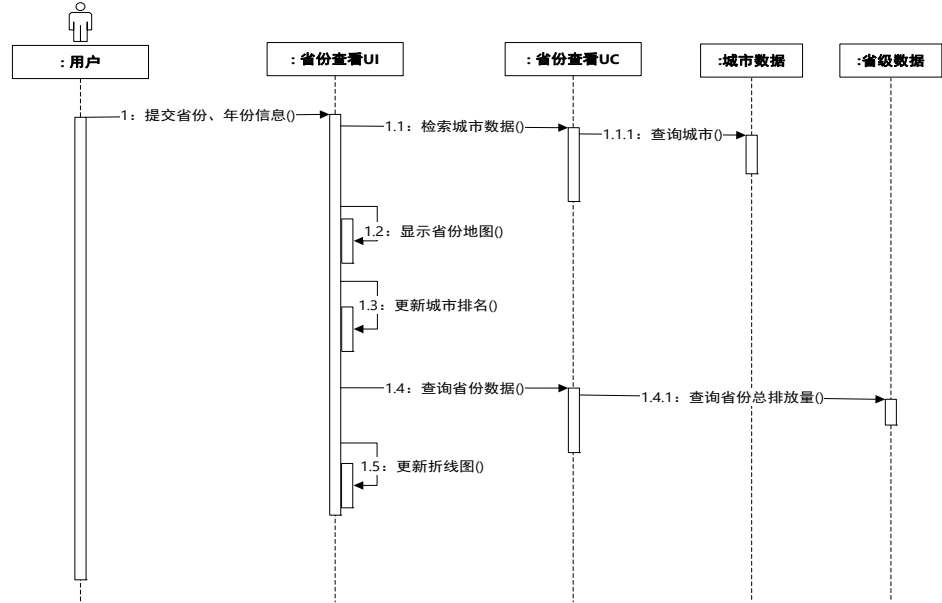 : 用户
: 省份查看UI
: 省份查看UC
:城市数据
:省级数据
1：提交省份、年份信息()
1.1：检索城市数据()
1.1.1：查询城市()
1.2：显示省份地图()
1.3：更新城市排名()
1.4：查询省份数据()
1.4.1：查询省份总排放量()
1.5：更新折线图()